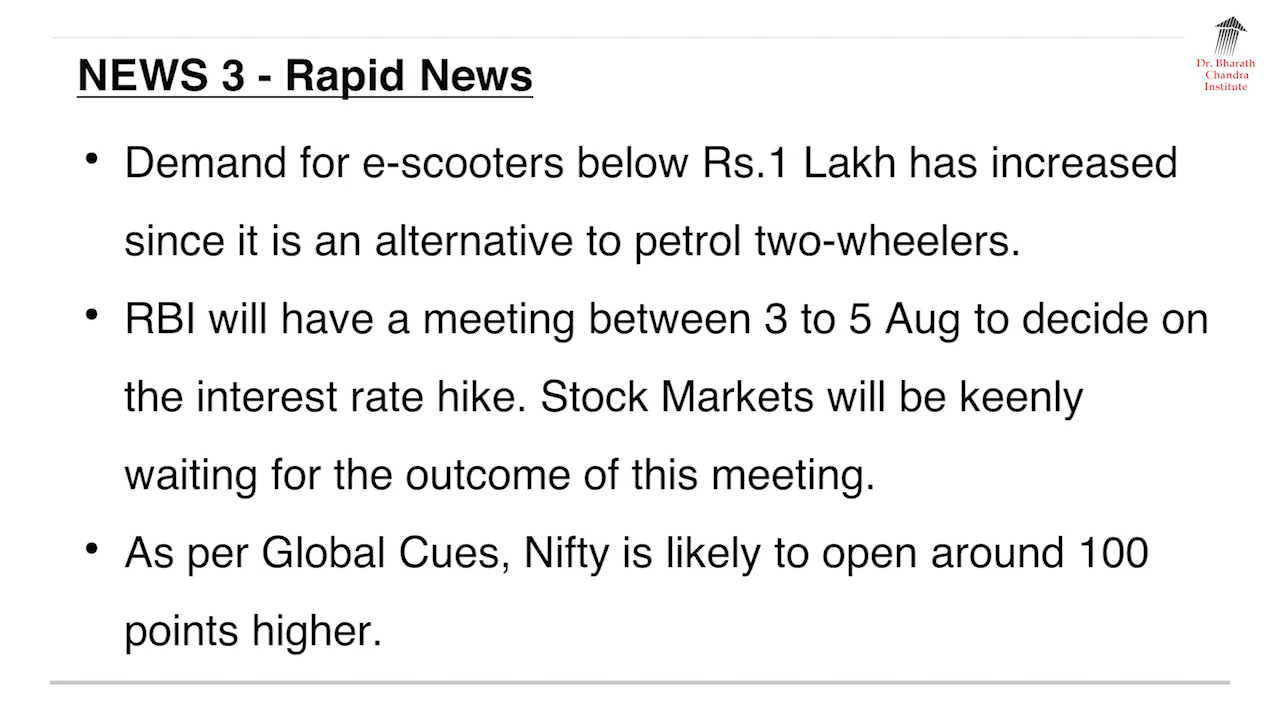 NEWS 3 - Rapid News
Dr. Bharath
Chandra
Institute
• Demand for e-scooters below Rs.1 Lakh has increased
since it is an alternative to petrol two-wheelers.
• RBI will have a meeting between 3 to 5 Aug to decide on
the interest rate hike. Stock Markets will be keenly
waiting for the outcome of this meeting.
• As per Global Cues, Nifty is likely to open around 100
points higher.